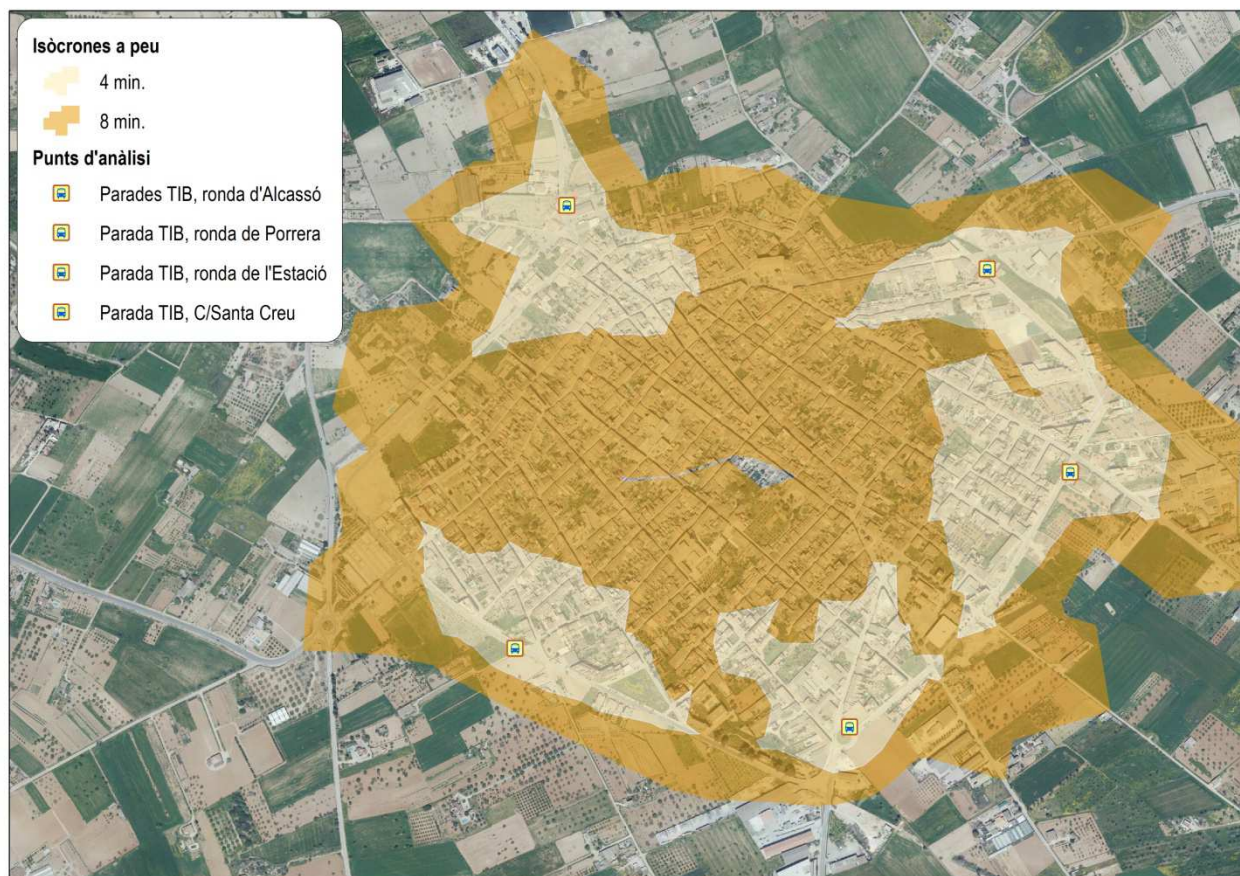 Isòcrones a peu
4 min.
8 min.
Punts d'anàlisi
Parades TIB, ronda d'Alcassó
Parada TIB, ronda de Porrera
Parada TIB, ronda de l'Estació
Parada TIB, C/Santa Creu